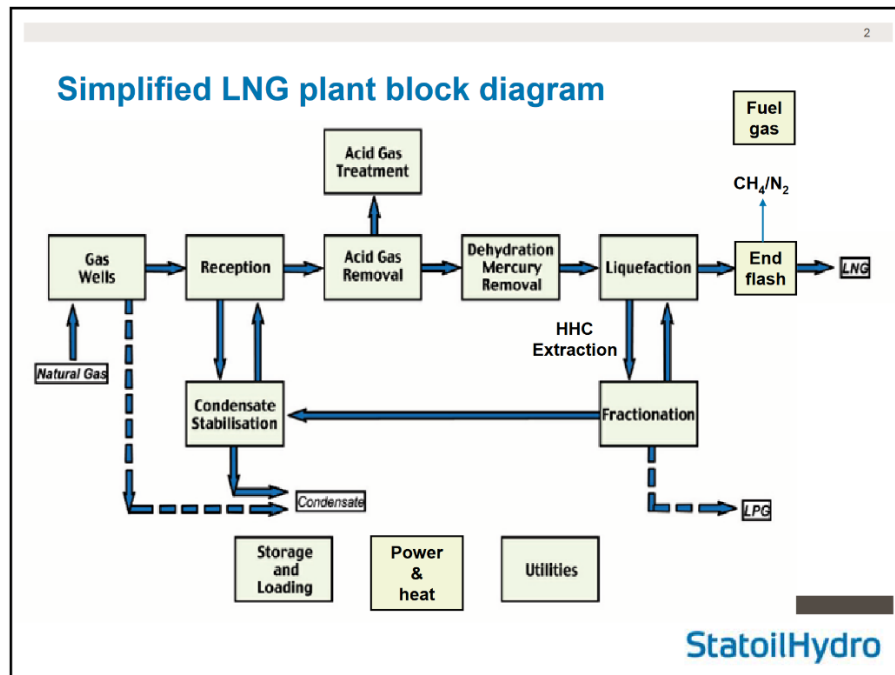 2
Simplified LNG plant block diagram
Fuel
gas
Acid Gas
Treatment
CH₄/N₂
Gas
Wells
Reception
Acid Gas
Removal
Dehydration
Mercury
Removal
Liquefaction
End
flash
LNG
HHC
Extraction
Natural Gas
Condensate
Stabilisation
Fractionation
Condensate
LPG
Storage
and
Loading
Power
&
heat
Utilities
StatoilHydro